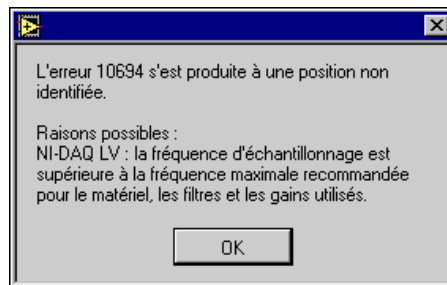 L'erreur 10694 s'est produite à une position non
identifiée.
Raisons possibles :
NI-DAQ LV : la fréquence d'échantillonnage est
supérieure à la fréquence maximale recommandée
pour le matériel, les filtres et les gains utilisés.
OK